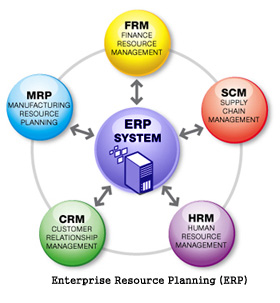 FRM
FINANCE
RESOURCE
MANAGEMENT
MRP
MANUFACTURING
RESOURCE
PLANNING
SCM
SUPPLY
CHAIN
MANAGEMENT
ERP
SYSTEM
CRM
CUSTOMER
RELATIONSHIP
MANAGEMENT
HRM
HUMAN
RESOURCE
MANAGEMENT
Enterprise Resource Planning (ERP)